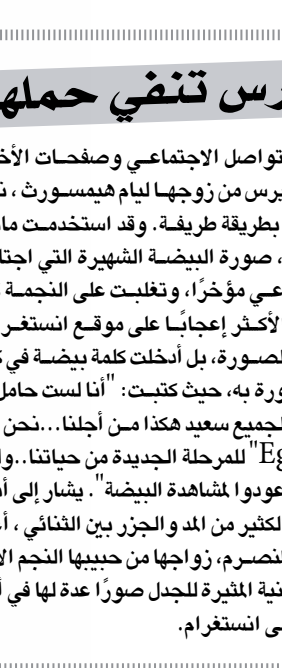 رس تنفي حملها
تواصل الاجتماعي وصفحات الأخ
يرس من زوجها ليام هيمسورث ،
بطريقة طريفة. وقد استخدمت ما
، صورة البيضة الشهيرة التي اجتا
عي مؤخرًا، وتغلبت على النجمة
لأكثر إعجابًا على موقع انستغر
لصورة، بل أدخلت كلمة بيضة في ك
ورة به، حيث كتبت: "أنا لست حامل
لجميع سعيد هكذا من أجلنا...نحن
Eg" للمرحلة الجديدة من حياتنا..وا
عودوا لمشاهدة البيضة". يشار إلى أ
لكثير من المد والجزر بين الثنائي ، أ
لنصرم، زواجها من حبيبها النجم الا
نية المثيرة للجدل صورًا عدة لها في أ
ى انستغرام.